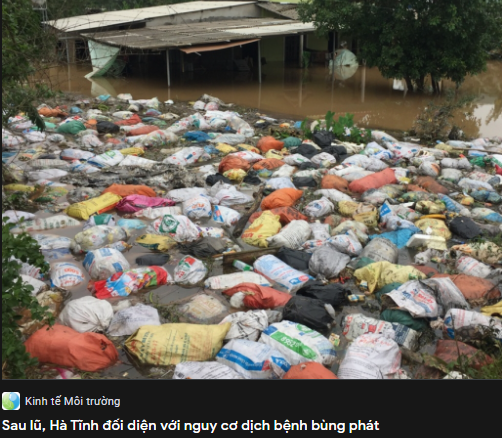 Kinh tế Môi trường
Sau lũ, Hà Tĩnh đối diện với nguy cơ dịch bệnh bùng phát